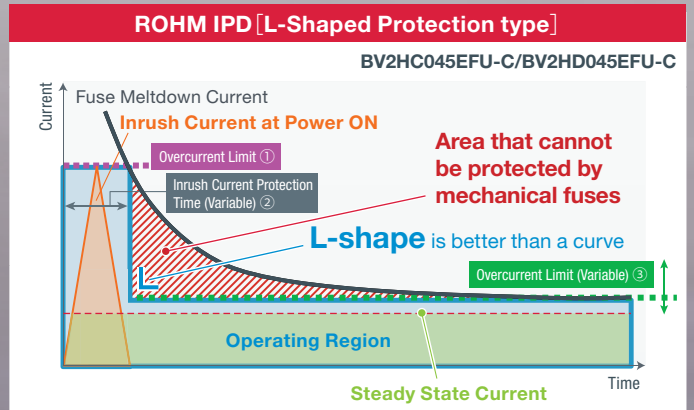 ROHM IPD [L-Shaped Protection type]
BV2HC045EFU-C/BV2HD045EFU-C
Current
Fuse Meltdown Current
Inrush Current at Power ON
Overcurrent Limit ①
Inrush Current Protection
Time (Variable) ②
Area that cannot
be protected by
mechanical fuses
L-shape is better than a curve
L
Overcurrent Limit (Variable) ③
Operating Region
Time
Steady State Current